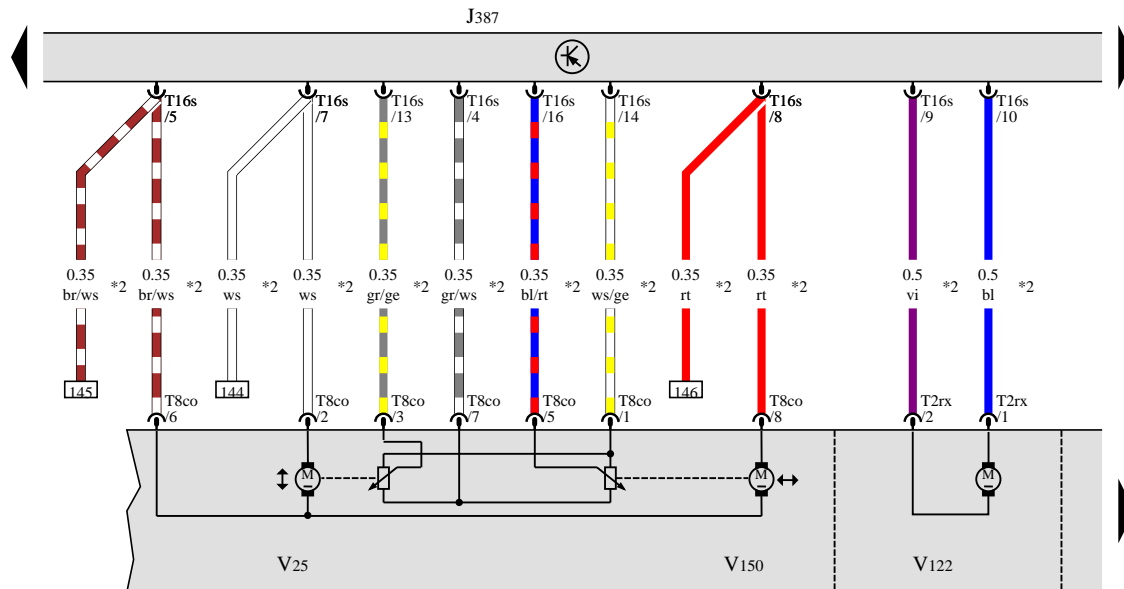 J387
T16s T16s T16s T16s T16s T16s T16s T16s T16s
/5 /7 /13 /4 /16 /14 /8 /9 /10
0.35 0.35 0.35 0.35 0.35 0.35 0.35 0.35 0.35 0.35 0.5 0.5
br/ws *2 br/ws *2 ws *2 ws *2 gr/ge *2 gr/ws *2 bl/rt *2 ws/ge *2 rt *2 rt *2 vi *2 bl *2
145 144 146
T8co T8co T8co T8co T8co T8co T8co T2rx T2rx
/6 /2 /3 /7 /5 /1 /8 /2 /1
M M M
V25 V150 V122